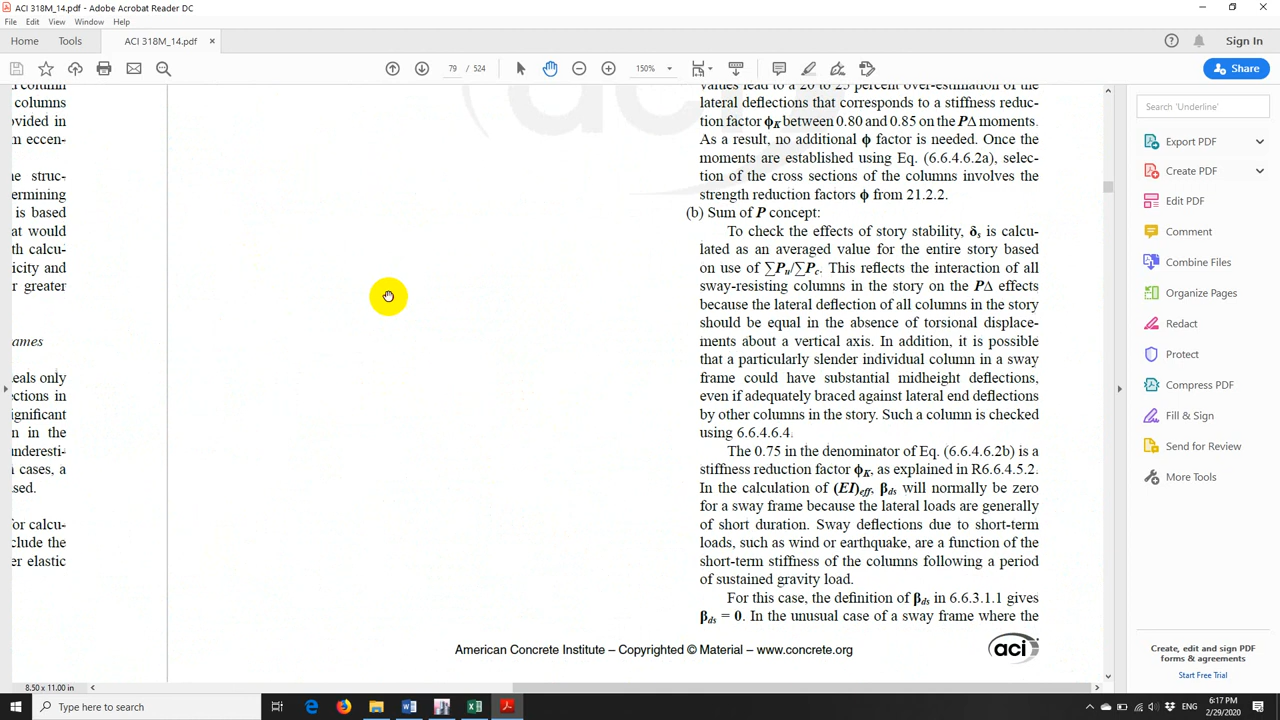 ACI 318M_14.pdf - Adobe Acrobat Reader DC
File Edit View Window Help
Home Tools ACI 318M_14.pdf × Sign In
79 / 524 150% Share
d column
columns
ovided in
m eccen-
he struc-
ermining
is based
at would
th calcu-
icity and
r greater
ames
eals only
ections in
ignificant
n in the
underesti-
n cases, a
sed.
for calcu-
clude the
er elastic
values lead to a 20 to 25 percent over-estimation of the
lateral deflections that corresponds to a stiffness reduc-
tion factor ϕK between 0.80 and 0.85 on the PΔ moments.
As a result, no additional ϕ factor is needed. Once the
moments are established using Eq. (6.6.4.6.2a), selec-
tion of the cross sections of the columns involves the
strength reduction factors ϕ from 21.2.2.
(b) Sum of P concept:
To check the effects of story stability, δs is calcu-
lated as an averaged value for the entire story based
on use of ∑Pu/∑Pc. This reflects the interaction of all
sway-resisting columns in the story on the PΔ effects
because the lateral deflection of all columns in the story
should be equal in the absence of torsional displace-
ments about a vertical axis. In addition, it is possible
that a particularly slender individual column in a sway
frame could have substantial midheight deflections,
even if adequately braced against lateral end deflections
by other columns in the story. Such a column is checked
using 6.6.4.6.4.
The 0.75 in the denominator of Eq. (6.6.4.6.2b) is a
stiffness reduction factor ϕK, as explained in R6.6.4.5.2.
In the calculation of (EI)eff, βds will normally be zero
for a sway frame because the lateral loads are generally
of short duration. Sway deflections due to short-term
loads, such as wind or earthquake, are a function of the
short-term stiffness of the columns following a period
of sustained gravity load.
For this case, the definition of βds in 6.6.3.1.1 gives
βds = 0. In the unusual case of a sway frame where the
American Concrete Institute – Copyrighted © Material – www.concrete.org
aci
aci
Search 'Underline'
Export PDF
Create PDF
Edit PDF
Comment
Combine Files
Organize Pages
Redact
Protect
Compress PDF
Fill & Sign
Send for Review
More Tools
Create, edit and sign PDF
forms & agreements
Start Free Trial
8.50 x 11.00 in
Type here to search
ENG
6:17 PM
2/29/2020